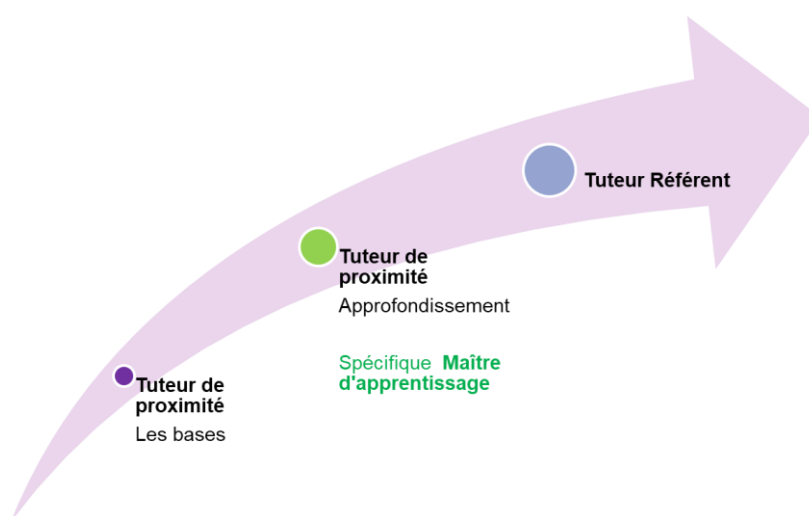 Tuteur de
proximité
Les bases
Tuteur de
proximité
Approfondissement
Spécifique Maître
d'apprentissage
Tuteur Référent